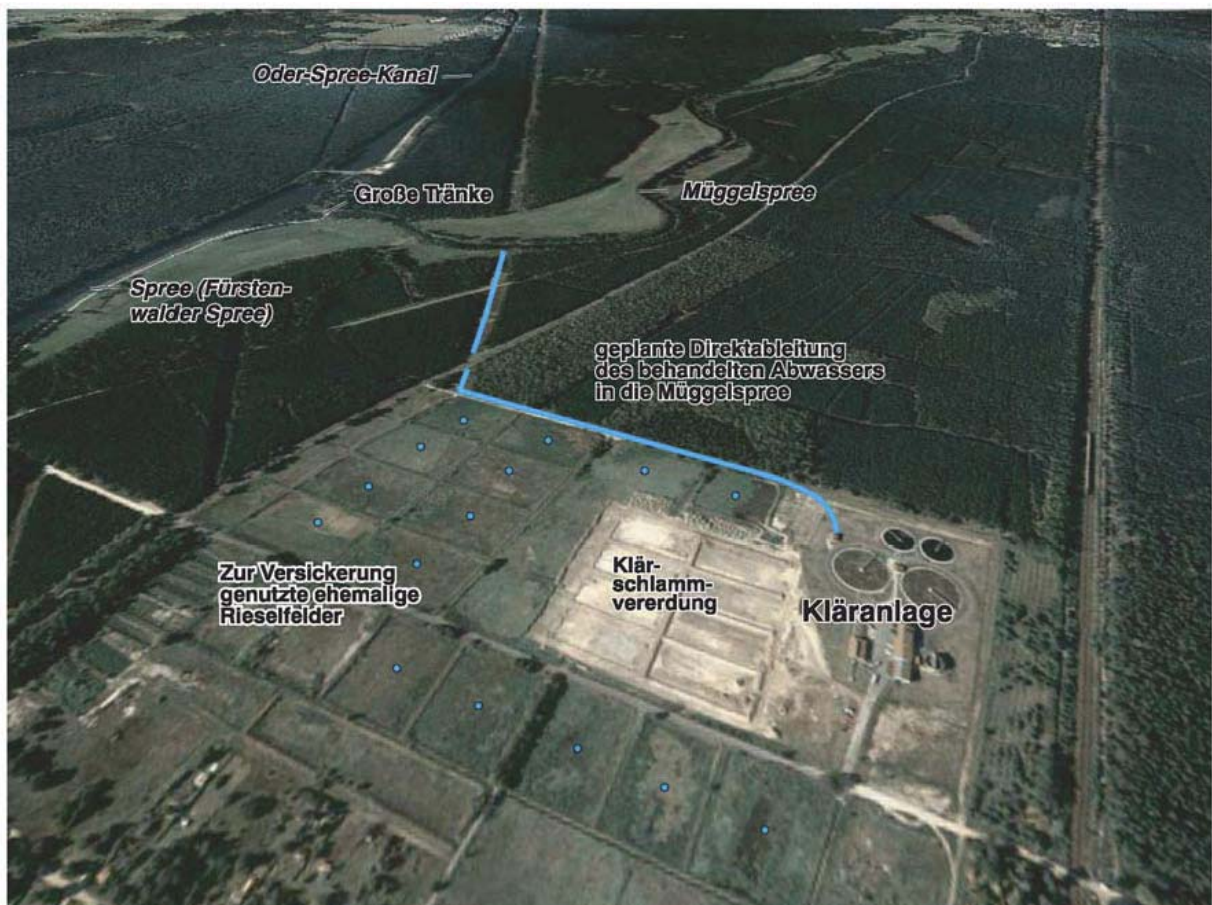 Oder-Spree-Kanal
Große Tränke
Müggelspree
Spree (Fürsten-
walder Spree)
geplante Direktableitung
des behandelten Abwassers
in die Müggelspree
Zur Versickerung
genutzte ehemalige
Rieselfelder
Klär-
schlamm-
vererdung
Kläranlage